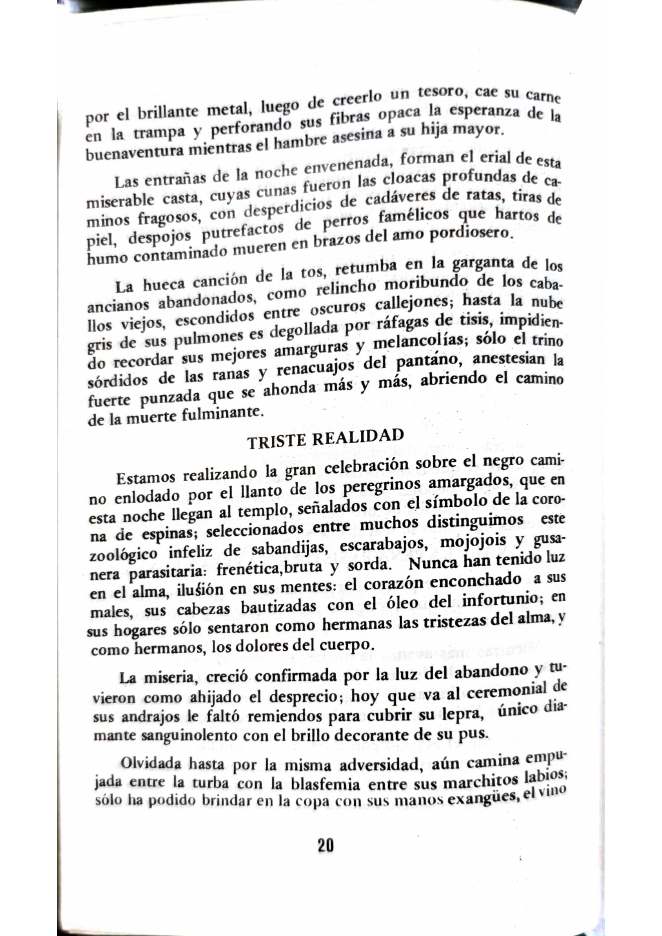 por el brillante metal, luego de creerlo un tesoro, cae su carne
en la trampa y perforando sus fibras opaca la esperanza de la
buenaventura mientras el hambre asesina a su hija mayor.
Las entrañas de la noche envenenada, forman el erial de esta
miserable casta, cuyas cunas fueron las cloacas profundas de ca-
minos fragosos, con desperdicios de cadáveres de ratas, tiras de
piel, despojos putrefactos de perros famélicos que hartos de
humo contaminado mueren en brazos del amo pordiosero.
La hueca canción de la tos, retumba en la garganta de los
ancianos abandonados, como relincho moribundo de los caba-
llos viejos, escondidos entre oscuros callejones; hasta la nube
gris de sus pulmones es degollada por ráfagas de tisis, impidien-
do recordar sus mejores amarguras y melancolías; sólo el trino
sórdidos de las ranas y renacuajos del pantano, anestesian la
fuerte punzada que se ahonda más y más, abriendo el camino
de la muerte fulminante.
TRISTE REALIDAD
Estamos realizando la gran celebración sobre el negro cami-
no enlodado por el llanto de los peregrinos amargados, que en
esta noche llegan al templo, señalados con el símbolo de la coro-
na de espinas; seleccionados entre muchos distinguimos este
zoológico infeliz de sabandijas, escarabajos, mojojois y gusa-
nera parasitaria: frenética,bruta y sorda. Nunca han tenido luz
en el alma, ilusión en sus mentes: el corazón enconchado a sus
males, sus cabezas bautizadas con el óleo del infortunio; en
sus hogares sólo sentaron como hermanas las tristezas del alma, y
como hermanos, los dolores del cuerpo.
La miseria, creció confirmada por la luz del abandono y tu-
vieron como ahijado el desprecio; hoy que va al ceremonial de
sus andrajos le faltó remiendos para cubrir su lepra, único dia-
mante sanguinolento con el brillo decorante de su pus.
Olvidada hasta por la misma adversidad, aún camina empu-
jada entre la turba con la blasfemia entre sus marchitos labios;
sólo ha podido brindar en la copa con sus manos exangües, el vino
20